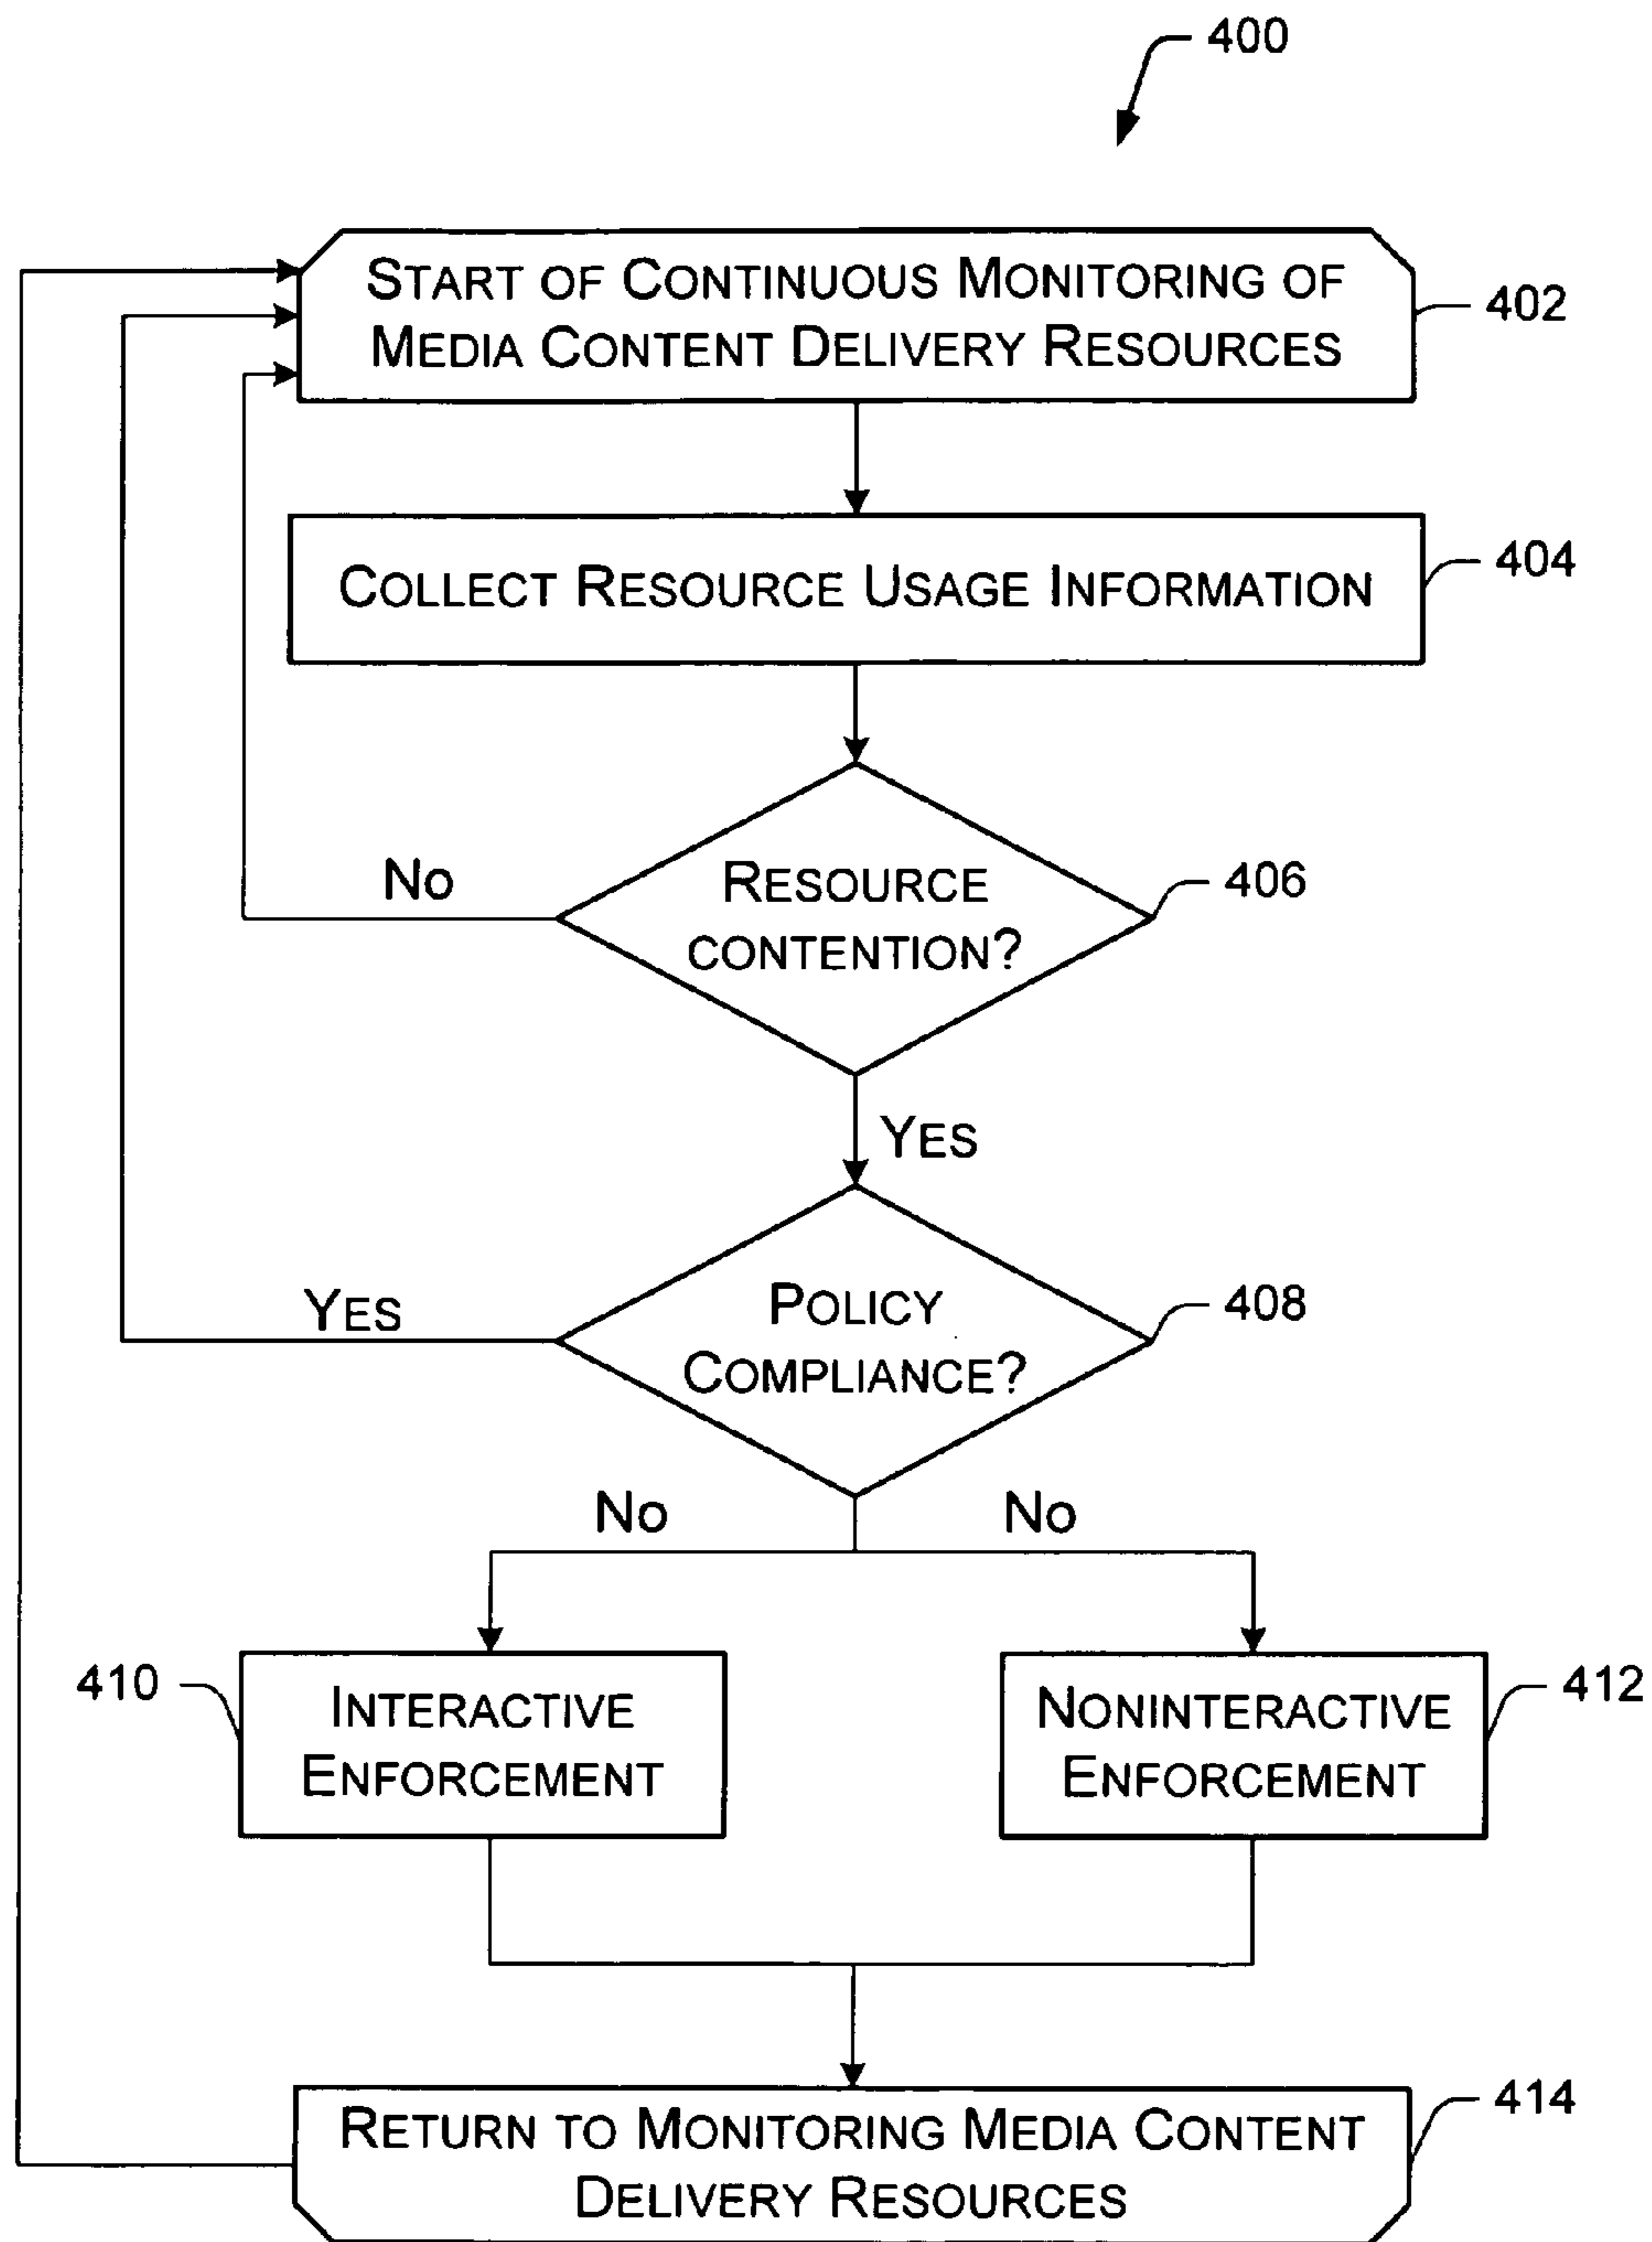 400
START OF CONTINUOUS MONITORING OF
MEDIA CONTENT DELIVERY RESOURCES
402
COLLECT RESOURCE USAGE INFORMATION
404
RESOURCE
CONTENTION?
406
NO
YES
POLICY
COMPLIANCE?
408
YES
NO
NO
410
INTERACTIVE
ENFORCEMENT
NONINTERACTIVE
ENFORCEMENT
412
RETURN TO MONITORING MEDIA CONTENT
DELIVERY RESOURCES
414